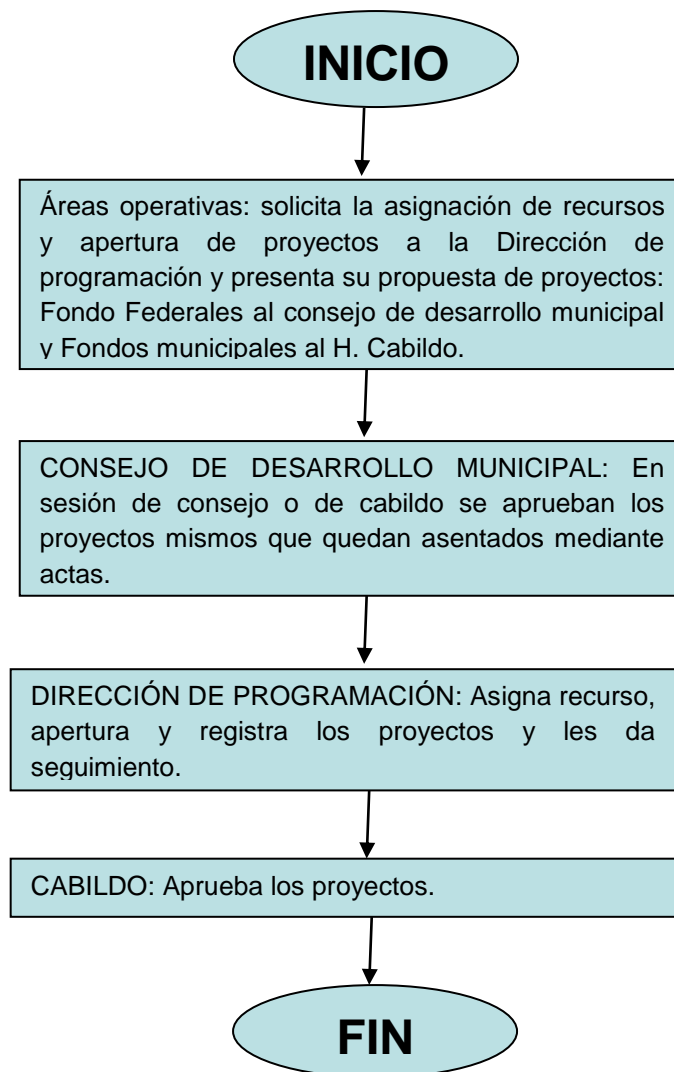 INICIO
Áreas operativas: solicita la asignación de recursos
y apertura de proyectos a la Dirección de
programación y presenta su propuesta de proyectos:
Fondo Federales al consejo de desarrollo municipal
y Fondos municipales al H. Cabildo.
CONSEJO DE DESARROLLO MUNICIPAL: En
sesión de consejo o de cabildo se aprueban los
proyectos mismos que quedan asentados mediante
actas.
DIRECCIÓN DE PROGRAMACIÓN: Asigna recurso,
apertura y registra los proyectos y les da
seguimiento.
CABILDO: Aprueba los proyectos.
FIN